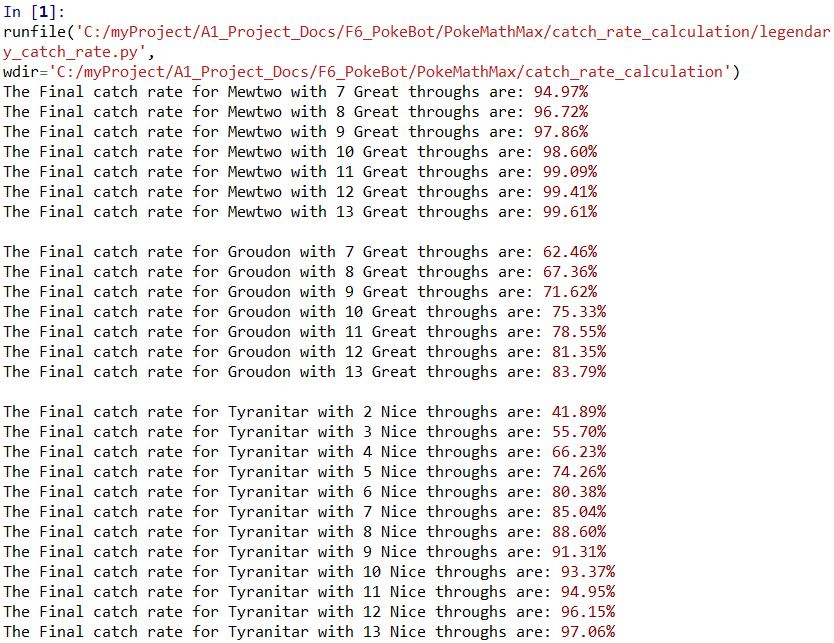 In [1]:
runfile('C:/myProject/A1_Project_Docs/F6_PokeBot/PokeMathMax/catch_rate_calculation/legendar
y_catch_rate.py',
wdir='C:/myProject/A1_Project_Docs/F6_PokeBot/PokeMathMax/catch_rate_calculation')
The Final catch rate for Mewtwo with 7 Great throughs are: 94.97%
The Final catch rate for Mewtwo with 8 Great throughs are: 96.72%
The Final catch rate for Mewtwo with 9 Great throughs are: 97.86%
The Final catch rate for Mewtwo with 10 Great throughs are: 98.60%
The Final catch rate for Mewtwo with 11 Great throughs are: 99.09%
The Final catch rate for Mewtwo with 12 Great throughs are: 99.41%
The Final catch rate for Mewtwo with 13 Great throughs are: 99.61%
The Final catch rate for Groudon with 7 Great throughs are: 62.46%
The Final catch rate for Groudon with 8 Great throughs are: 67.36%
The Final catch rate for Groudon with 9 Great throughs are: 71.62%
The Final catch rate for Groudon with 10 Great throughs are: 75.33%
The Final catch rate for Groudon with 11 Great throughs are: 78.55%
The Final catch rate for Groudon with 12 Great throughs are: 81.35%
The Final catch rate for Groudon with 13 Great throughs are: 83.79%
The Final catch rate for Tyranitar with 2 Nice throughs are: 41.89%
The Final catch rate for Tyranitar with 3 Nice throughs are: 55.70%
The Final catch rate for Tyranitar with 4 Nice throughs are: 66.23%
The Final catch rate for Tyranitar with 5 Nice throughs are: 74.26%
The Final catch rate for Tyranitar with 6 Nice throughs are: 80.38%
The Final catch rate for Tyranitar with 7 Nice throughs are: 85.04%
The Final catch rate for Tyranitar with 8 Nice throughs are: 88.60%
The Final catch rate for Tyranitar with 9 Nice throughs are: 91.31%
The Final catch rate for Tyranitar with 10 Nice throughs are: 93.37%
The Final catch rate for Tyranitar with 11 Nice throughs are: 94.95%
The Final catch rate for Tyranitar with 12 Nice throughs are: 96.15%
The Final catch rate for Tyranitar with 13 Nice throughs are: 97.06%